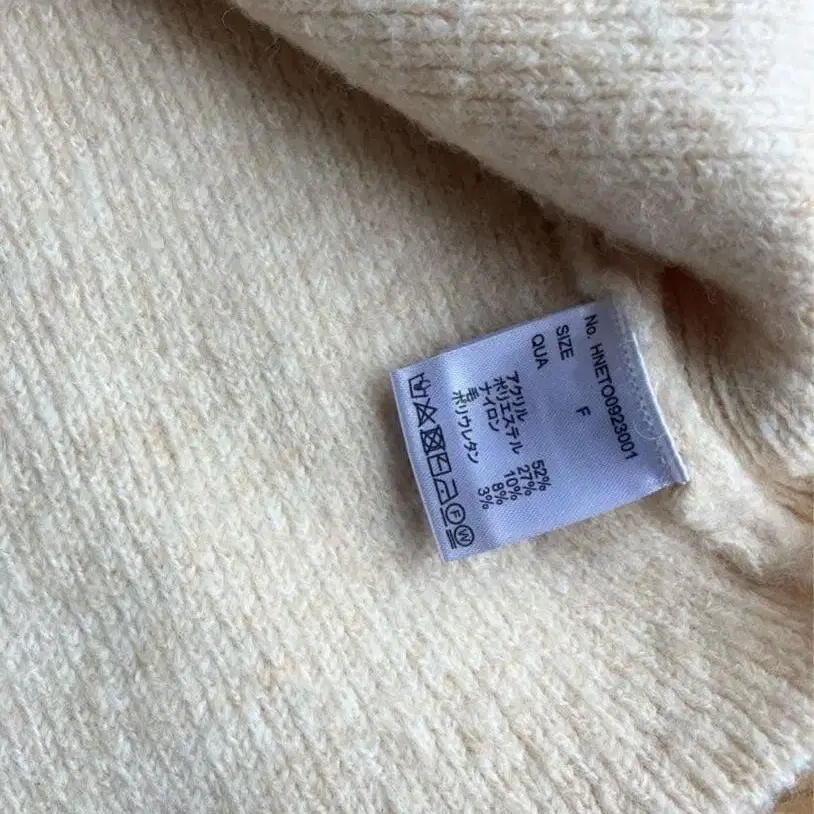 No. HNETO0923001
SIZE F
QUA
アクリル 52%
ポリエステル 27%
ナイロン 10%
毛 8%
ポリウレタン 3%
F W